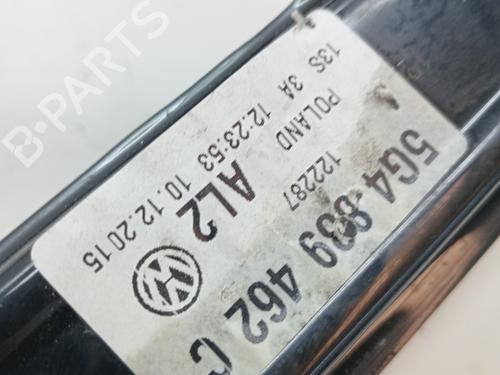 13S 3A
12:23:53 10.12.2015
POLAND AL2
122287
5G4 839 462 C
B-PARTS